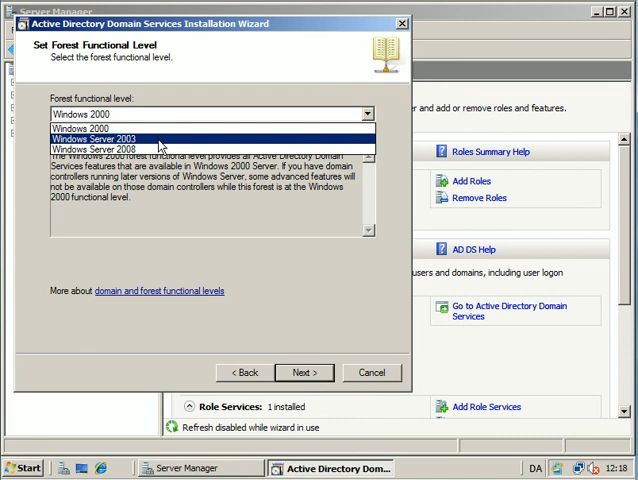 Server Manager
Active Directory Domain Services Installation Wizard
Set Forest Functional Level
Select the forest functional level.
Forest functional level:
Windows 2000
Windows 2000
Windows Server 2003
Windows Server 2008
The Windows 2000 forest functional level provides all Active Directory Domain
Services features that are available in Windows 2000 Server. If you have domain
controllers running later versions of Windows Server, some advanced features will
not be available on those domain controllers while this forest is at the Windows
2000 functional level.
More about domain and forest functional levels
< Back
Next >
Cancel
er and add or remove roles and features.
Roles Summary Help
Add Roles
Remove Roles
AD DS Help
users and domains, including user logon
Go to Active Directory Domain
Services
Role Services: 1 installed
Add Role Services
Refresh disabled while wizard in use
Start
Server Manager
Active Directory Dom...
DA
12:18